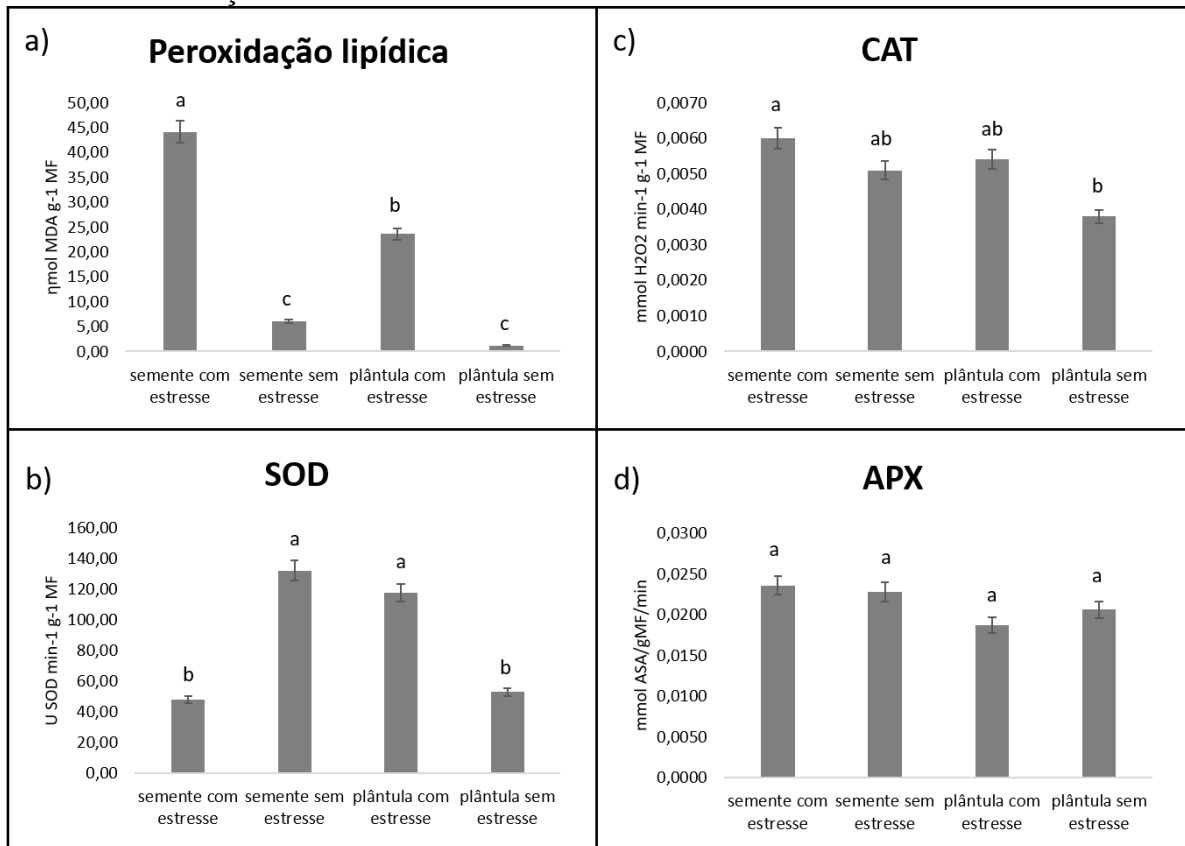 a)
Peroxidação lipídica
ηmol MDA g-1 MF
50,00
45,00
40,00
35,00
30,00
25,00
20,00
15,00
10,00
5,00
0,00
a
c
b
c
semente com semente sem plântula com plântula sem
estresse estresse estresse estresse
c)
CAT
mmol H2O2 min-1 g-1 MF
0,0070
0,0060
0,0050
0,0040
0,0030
0,0020
0,0010
0,0000
a
ab
ab
b
semente com semente sem plântula com plântula sem
estresse estresse estresse estresse
b)
SOD
U SOD min-1 g-1 MF
160,00
140,00
120,00
100,00
80,00
60,00
40,00
20,00
0,00
b
a
a
b
semente com semente sem plântula com plântula sem
estresse estresse estresse estresse
d)
APX
mmol ASA/gMF/min
0,0300
0,0250
0,0200
0,0150
0,0100
0,0050
0,0000
a
a
a
a
semente com semente sem plântula com plântula sem
estresse estresse estresse estresse